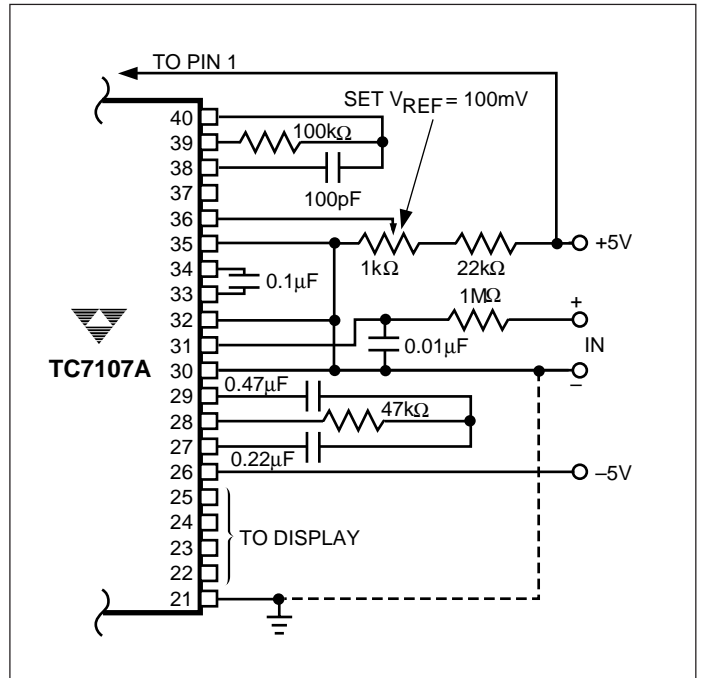 TO PIN 1
SET VREF = 100mV
40
39
100kΩ
38
100pF
37
36
35
+5V
1kΩ
22kΩ
34
0.1µF
33
1MΩ
+
32
31
0.01µF
IN
TC7107A
30
–
29
0.47µF
28
47kΩ
27
0.22µF
26
–5V
25
24
23
TO DISPLAY
22
21